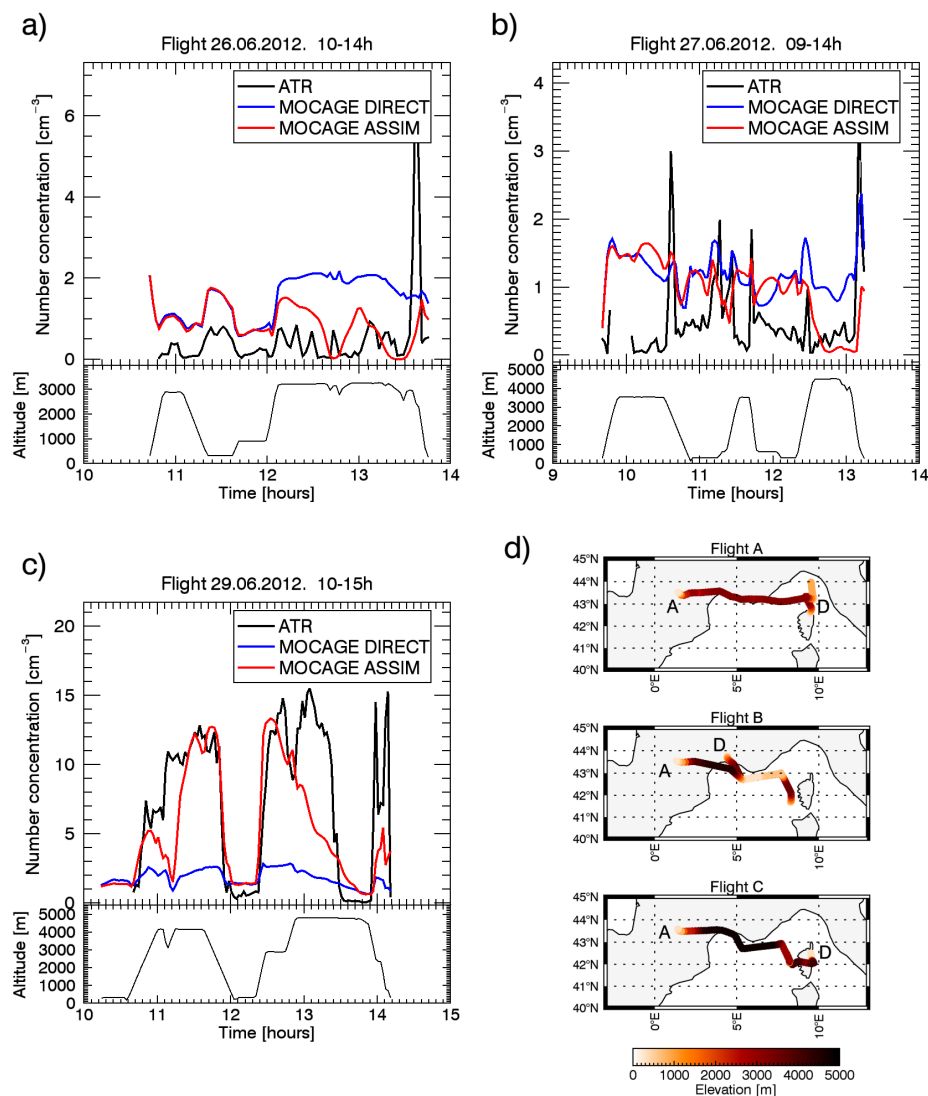 a)
Flight 26.06.2012. 10-14h
Number concentration [cm⁻³]
6
4
2
0
ATR
MOCAGE DIRECT
MOCAGE ASSIM
Altitude [m]
3000
2000
1000
0
10 11 12 13 14
Time [hours]
b)
Flight 27.06.2012. 09-14h
Number concentration [cm⁻³]
4
3
2
1
0
ATR
MOCAGE DIRECT
MOCAGE ASSIM
Altitude [m]
5000
4000
3000
2000
1000
0
9 10 11 12 13 14
Time [hours]
c)
Flight 29.06.2012. 10-15h
Number concentration [cm⁻³]
20
15
10
5
0
ATR
MOCAGE DIRECT
MOCAGE ASSIM
Altitude [m]
5000
4000
3000
2000
1000
0
10 11 12 13 14 15
Time [hours]
d)
Flight A
45°N
44°N
43°N
42°N
41°N
40°N
A D
0°E 5°E 10°E
Flight B
45°N
44°N
43°N
42°N
41°N
40°N
A D
0°E 5°E 10°E
Flight C
45°N
44°N
43°N
42°N
41°N
40°N
A D
0°E 5°E 10°E
0 1000 2000 3000 4000 5000
Elevation [m]